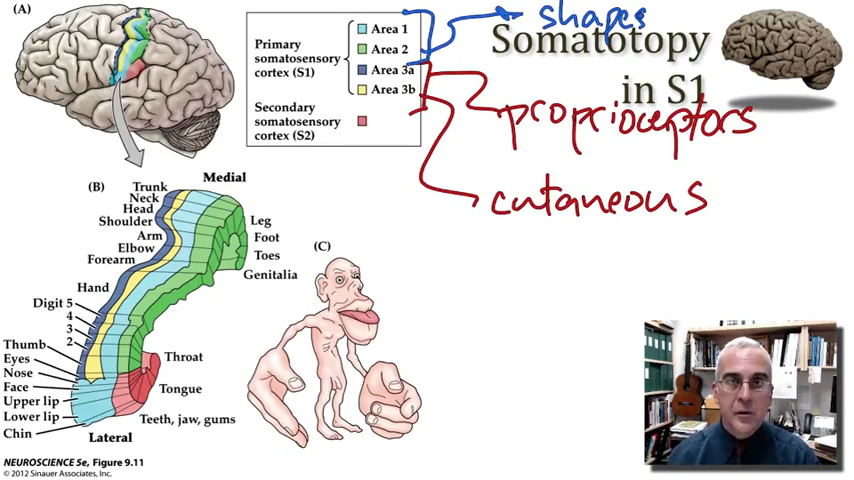 (A)
Primary
somatosensory
cortex (S1)
Area 1
Area 2
Area 3a
Area 3b
Secondary
somatosensory
cortex (S2)
shapes
Somatotopy
in S1
proprioceptors
cutaneous
(B)
Medial
Trunk
Neck
Head
Shoulder
Arm
Elbow
Forearm
Hand
Digit 5
4
3
2
Thumb
Eyes
Nose
Face
Upper lip
Lower lip
Chin
Leg
Foot
Toes
Genitalia
Throat
Tongue
Teeth, jaw, gums
Lateral
(C)
NEUROSCIENCE 5e, Figure 9.11
© 2012 Sinauer Associates, Inc.